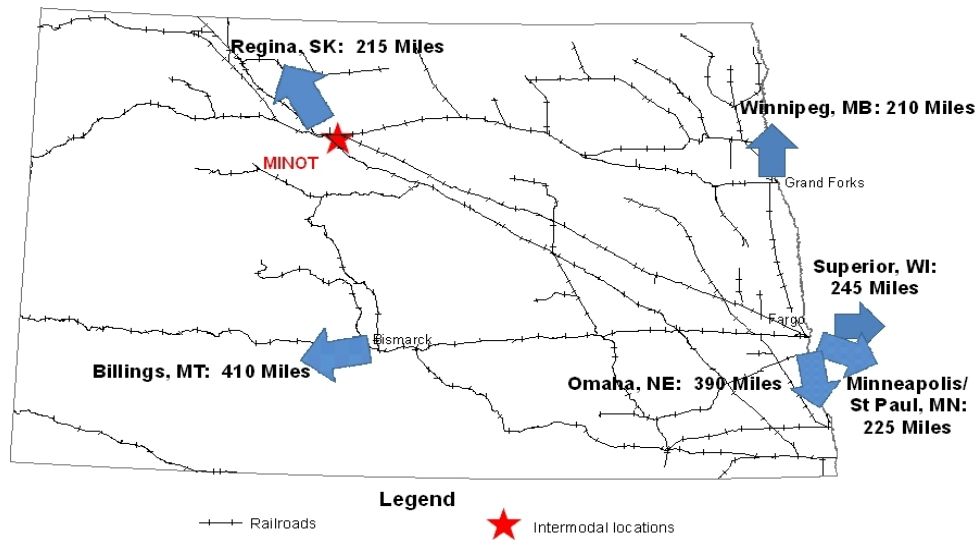 Regina, SK: 215 Miles
Winnipeg, MB: 210 Miles
MINOT
Grand Forks
Superior, WI:
245 Miles
Fargo
Bismarck
Billings, MT: 410 Miles
Omaha, NE: 390 Miles
Minneapolis/
St Paul, MN:
225 Miles
Legend
Railroads
Intermodal locations